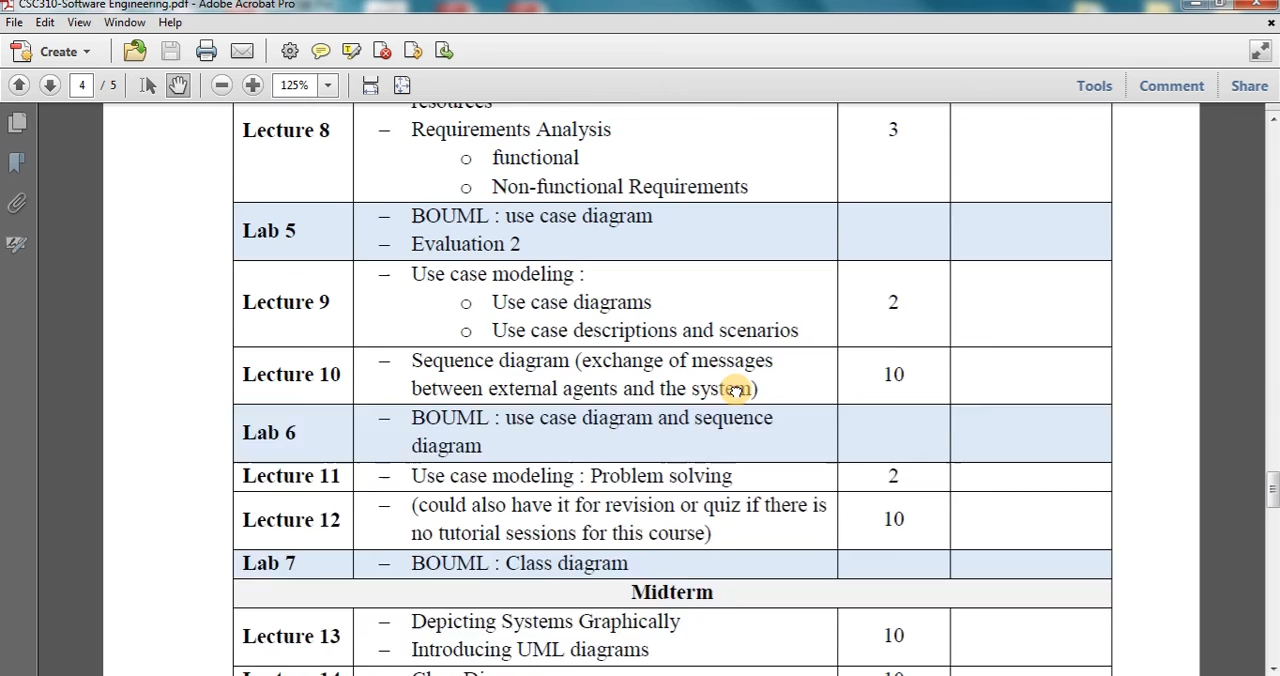 CSC310-Software Engineering.pdf - Adobe Acrobat Pro
File Edit View Window Help
Create
4 / 5 125% Tools Comment Share
resources
Lecture 8 – Requirements Analysis 3
o functional
o Non-functional Requirements
Lab 5 – BOUML : use case diagram
– Evaluation 2
Lecture 9 – Use case modeling : 2
o Use case diagrams
o Use case descriptions and scenarios
Lecture 10 – Sequence diagram (exchange of messages 10
between external agents and the system)
Lab 6 – BOUML : use case diagram and sequence
diagram
Lecture 11 – Use case modeling : Problem solving 2
Lecture 12 – (could also have it for revision or quiz if there is 10
no tutorial sessions for this course)
Lab 7 – BOUML : Class diagram
Midterm
Lecture 13 – Depicting Systems Graphically 10
– Introducing UML diagrams